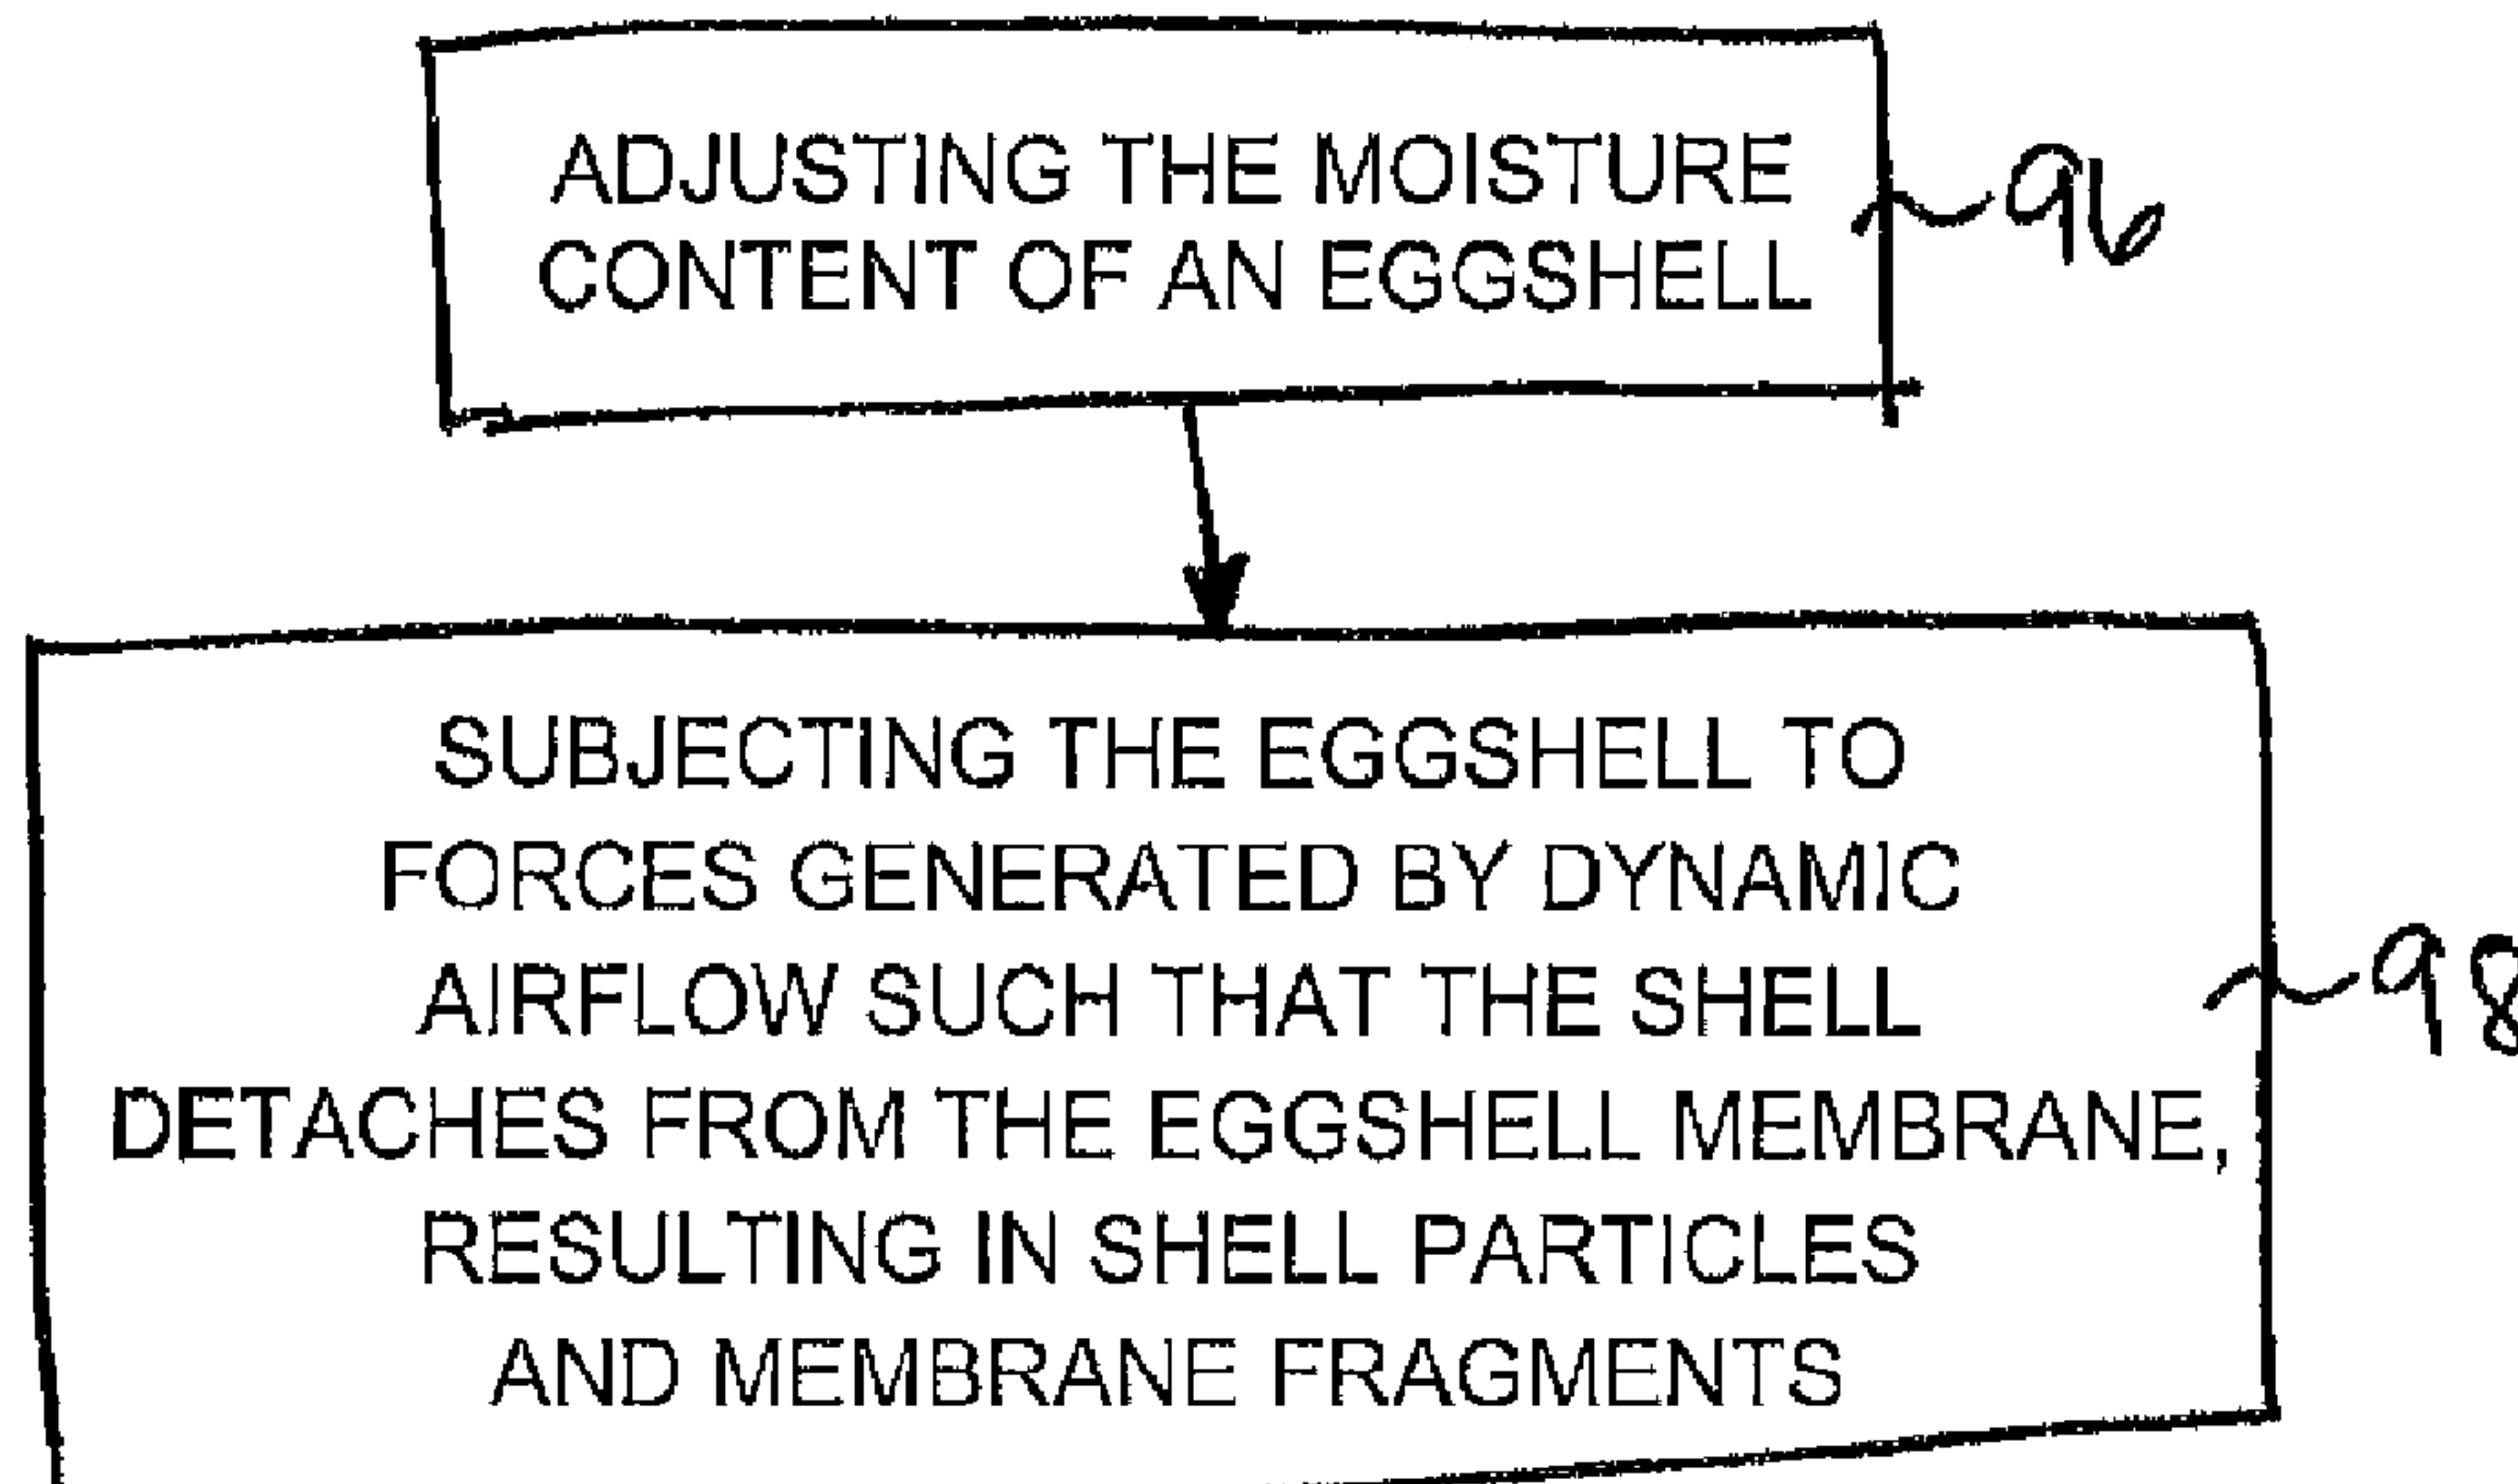 ADJUSTING THE MOISTURE
CONTENT OF AN EGGSHELL
96
SUBJECTING THE EGGSHELL TO
FORCES GENERATED BY DYNAMIC
AIRFLOW SUCH THAT THE SHELL
98
DETACHES FROM THE EGGSHELL MEMBRANE,
RESULTING IN SHELL PARTICLES
AND MEMBRANE FRAGMENTS